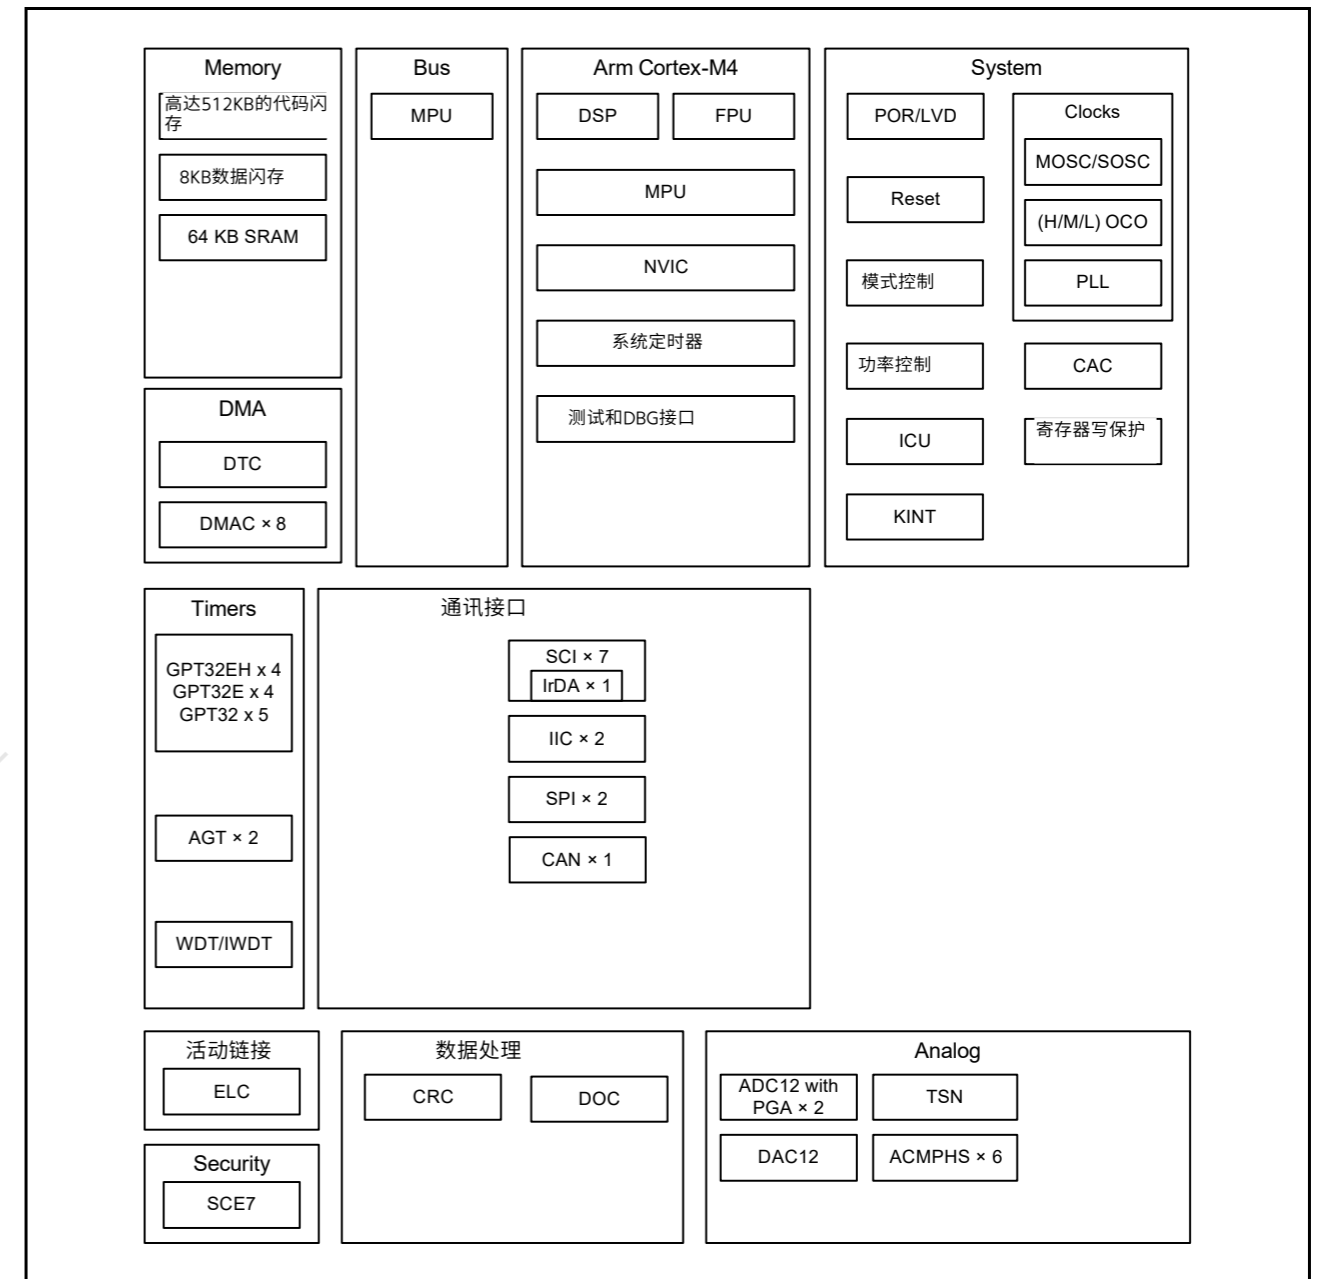 Memory
高达512KB的代码闪
存
8KB数据闪存
64 KB SRAM
DMA
DTC
DMAC × 8
Bus
MPU
Arm Cortex-M4
DSP
FPU
MPU
NVIC
系统定时器
测试和DBG接口
System
POR/LVD
Reset
模式控制
功率控制
ICU
KINT
Clocks
MOSC/SOSC
(H/M/L) OCO
PLL
CAC
寄存器写保护
Timers
GPT32EH x 4
GPT32E x 4
GPT32 x 5
AGT × 2
WDT/IWDT
通讯接口
SCI × 7
IrDA × 1
IIC × 2
SPI × 2
CAN × 1
活动链接
ELC
Security
SCE7
数据处理
CRC
DOC
Analog
ADC12 with
PGA × 2
TSN
DAC12
ACMPHS × 6